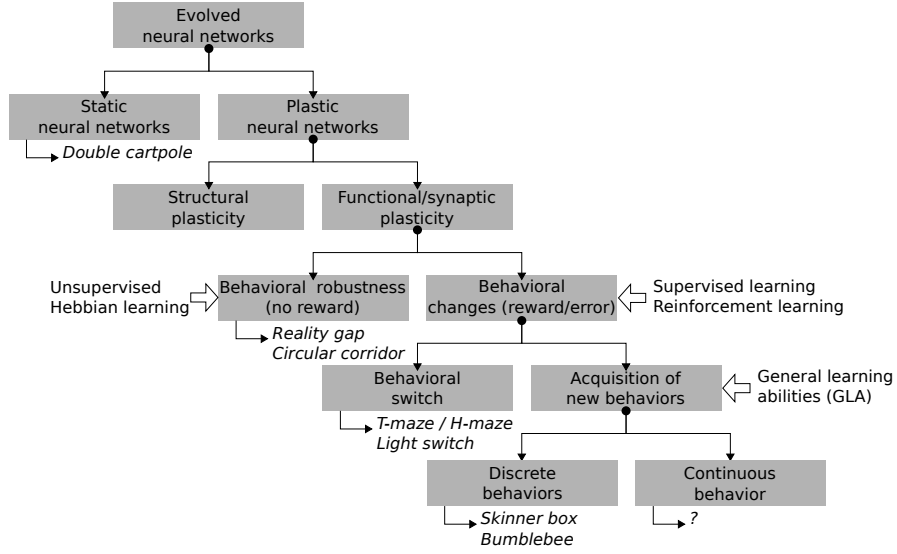 Evolved
neural networks
Static
neural networks
Plastic
neural networks
Double cartpole
Structural
plasticity
Functional/synaptic
plasticity
Unsupervised
Hebbian learning
Behavioral robustness
(no reward)
Behavioral
changes (reward/error)
Supervised learning
Reinforcement learning
Reality gap
Circular corridor
Behavioral
switch
Acquisition of
new behaviors
General learning
abilities (GLA)
T-maze / H-maze
Light switch
Discrete
behaviors
Continuous
behavior
Skinner box
Bumblebee
?